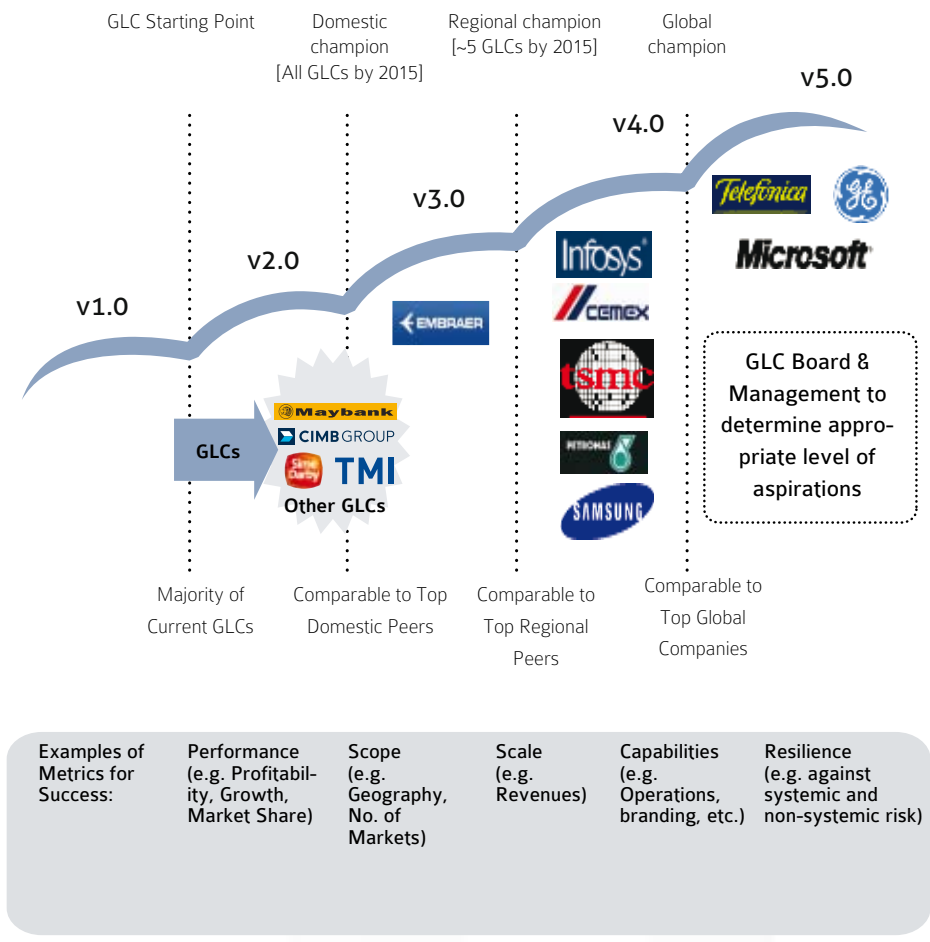 GLC Starting Point
Domestic
champion
[All GLCs by 2015]
Regional champion
[~5 GLCs by 2015]
Global
champion
v5.0
v4.0
v3.0
v2.0
v1.0
Telefónica
GE
Microsoft
Infosys
CEMEX
tsmc
PETRONAS
SAMSUNG
EMBRAER
GLCs
Maybank
CIMB GROUP
Sime
Darby
TMI
Other GLCs
GLC Board &
Management to
determine appro-
priate level of
aspirations
Majority of
Current GLCs
Comparable to Top
Domestic Peers
Comparable to
Top Regional
Peers
Comparable to
Top Global
Companies
Examples of
Metrics for
Success:
Performance
(e.g. Profitabil-
ity, Growth,
Market Share)
Scope
(e.g.
Geography,
No. of
Markets)
Scale
(e.g.
Revenues)
Capabilities
(e.g.
Operations,
branding, etc.)
Resilience
(e.g. against
systemic and
non-systemic risk)